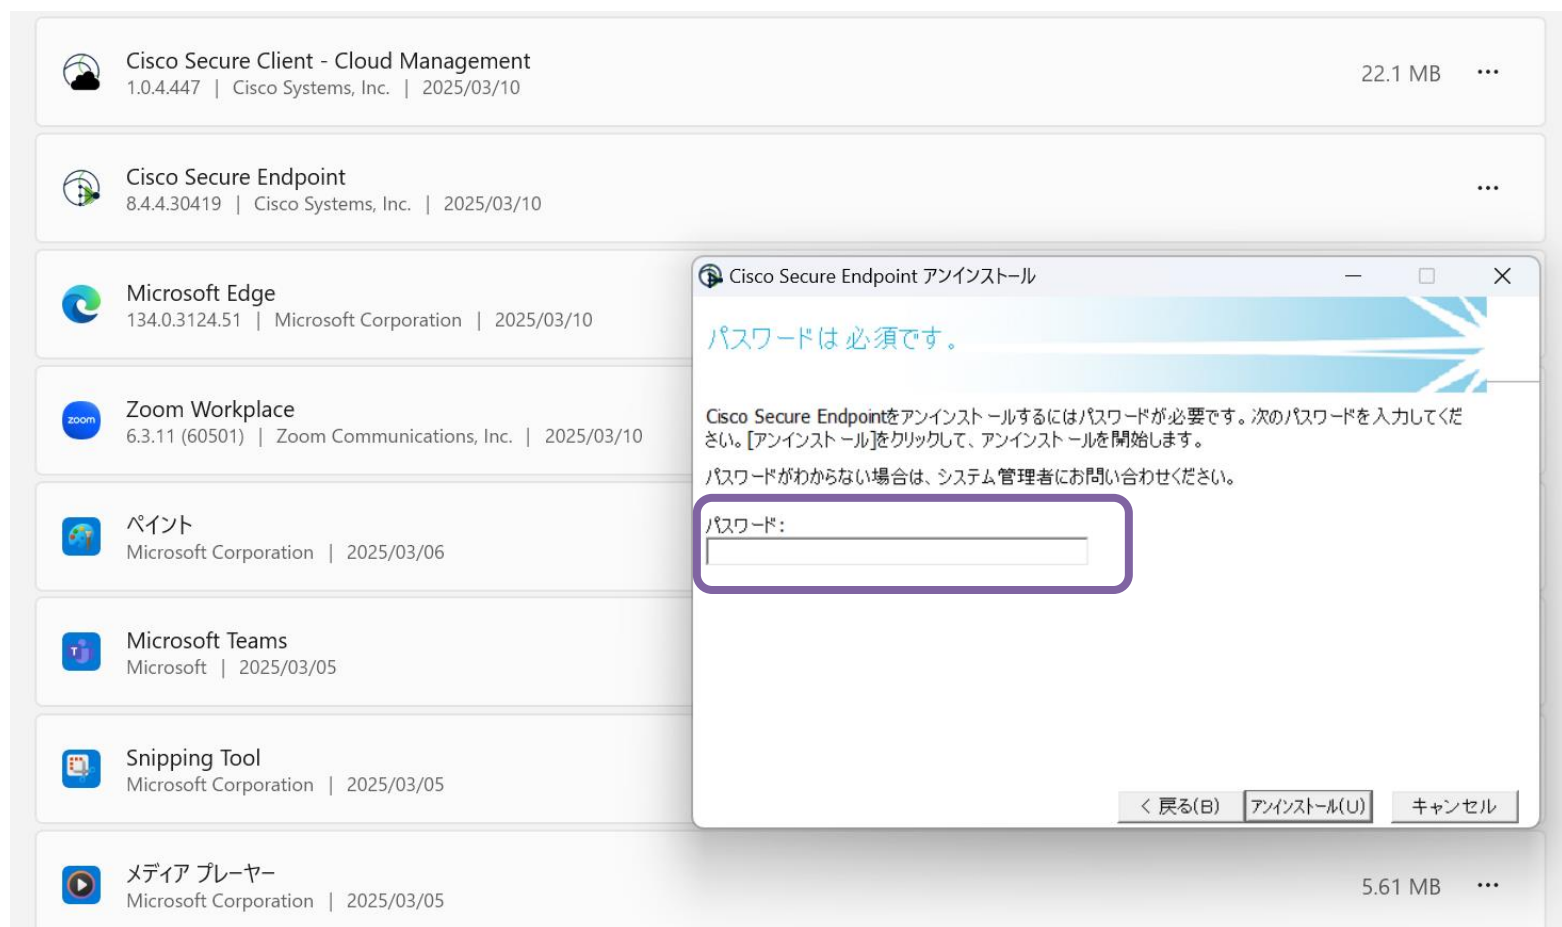 Cisco Secure Client - Cloud Management
22.1 MB
1.0.4.447 | Cisco Systems, Inc. | 2025/03/10
Cisco Secure Endpoint
8.4.4.30419 | Cisco Systems, Inc. | 2025/03/10
Microsoft Edge
134.0.3124.51 | Microsoft Corporation | 2025/03/10
zoom
Zoom Workplace
6.3.11 (60501) | Zoom Communications, Inc. | 2025/03/10
ペイント
Microsoft Corporation | 2025/03/06
Microsoft Teams
Microsoft | 2025/03/05
Snipping Tool
Microsoft Corporation | 2025/03/05
メディア プレーヤー
Microsoft Corporation | 2025/03/05
5.61 MB
Cisco Secure Endpoint アンインストール
パスワードは 必須です。
Cisco Secure Endpointをアンインストールするにはパスワードが必要です。次のパスワードを入力してくだ
さい。[アンインストール]をクリックして、アンインストールを開始します。
パスワードがわからない場合は、システム管理者にお問い合わせください。
パスワード:
< 戻る(B)
アンインストール(U)
キャンセル